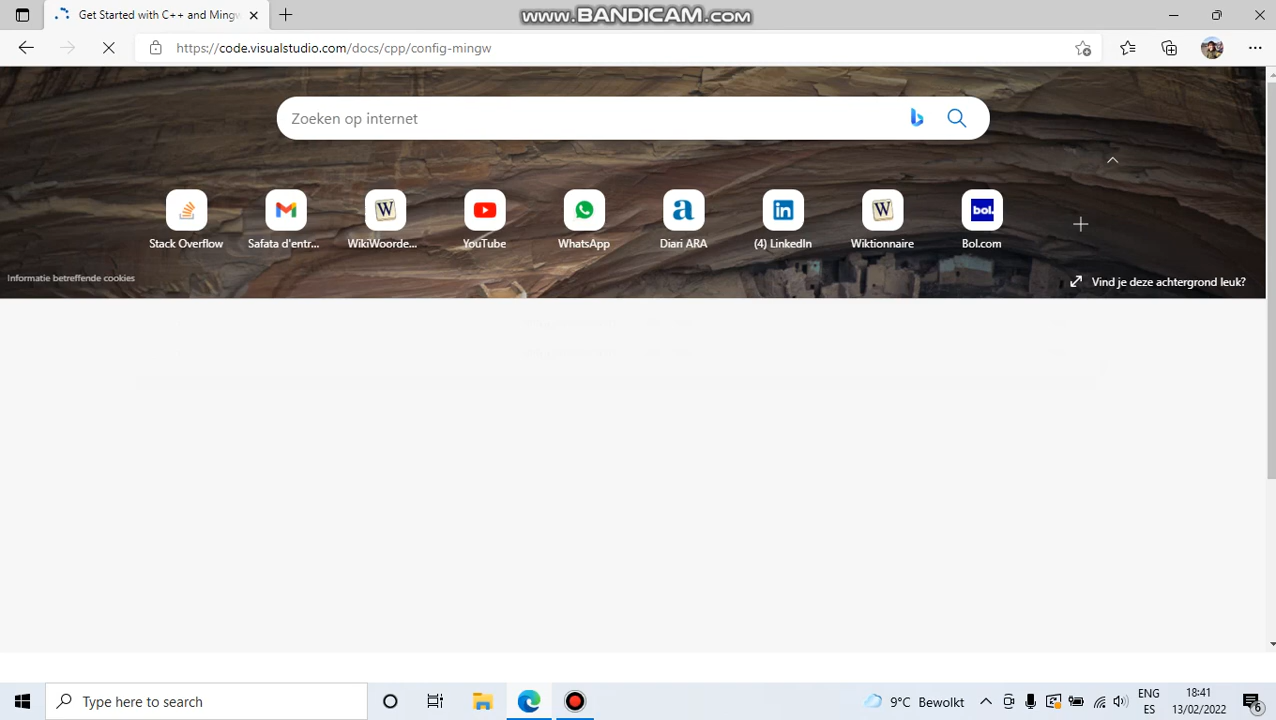 Get Started with C++ and Mingw
www.BANDICAM.com
https://code.visualstudio.com/docs/cpp/config-mingw
Zoeken op internet
Stack Overflow
Safata d'entr...
WikiWoorde...
YouTube
WhatsApp
Diari ARA
(4) LinkedIn
Wiktionnaire
Bol.com
Informatie betreffende cookies
Vind je deze achtergrond leuk?
Type here to search
9°C Bewolkt
ENG
ES
18:41
13/02/2022
6